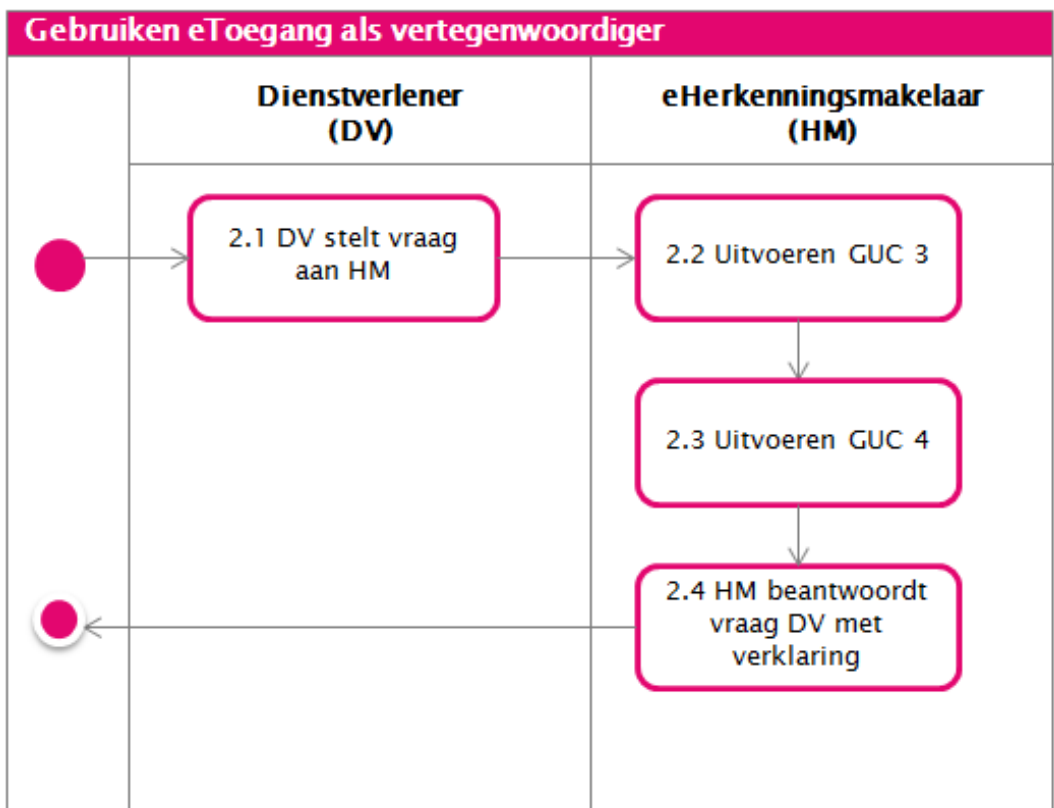 Gebruiken eToegang als vertegenwoordiger
Dienstverlener
(DV)
eHerkenningsmakelaar
(HM)
2.1 DV stelt vraag
aan HM
2.2 Uitvoeren GUC 3
2.3 Uitvoeren GUC 4
2.4 HM beantwoordt
vraag DV met
verklaring